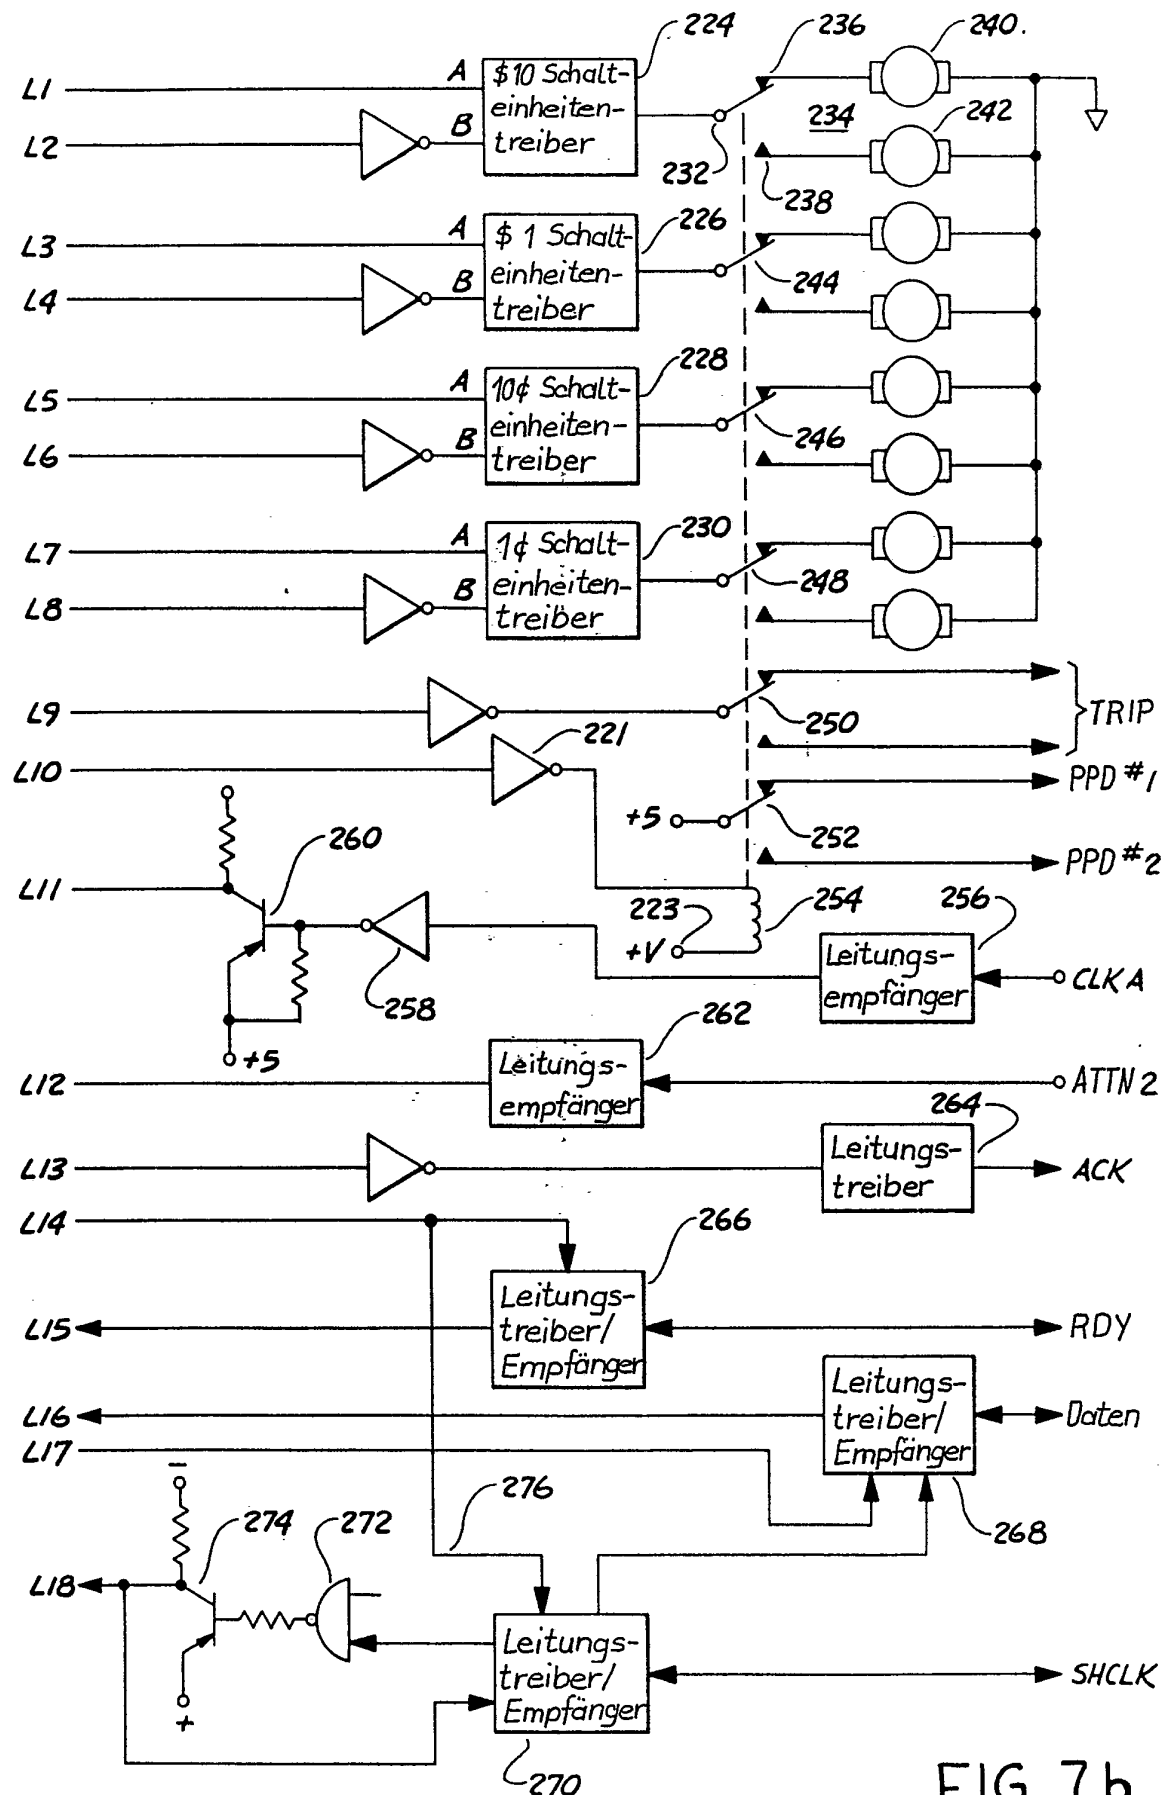 224
236
240.
L1
A
$10 Schalt-
einheiten-
treiber
234
242
L2
B
232
238
226
L3
A
$ 1 Schalt-
einheiten-
treiber
244
L4
B
228
L5
A
10¢ Schalt-
einheiten-
treiber
246
L6
B
230
L7
A
1¢ Schalt-
einheiten-
treiber
248
L8
B
L9
250
TRIP
221
L10
PPD #1
+5
252
260
PPD #2
L11
223
254
256
+V
Leitungs-
empfänger
CLKA
258
+5
262
L12
Leitungs-
empfänger
ATTN 2
264
L13
Leitungs-
treiber
ACK
L14
266
Leitungs-
treiber/
Empfänger
L15
RDY
Leitungs-
treiber/
Empfänger
L16
Daten
L17
–
276
274
272
268
L18
Leitungs-
treiber/
Empfänger
SHCLK
+
270
FIG. 7b